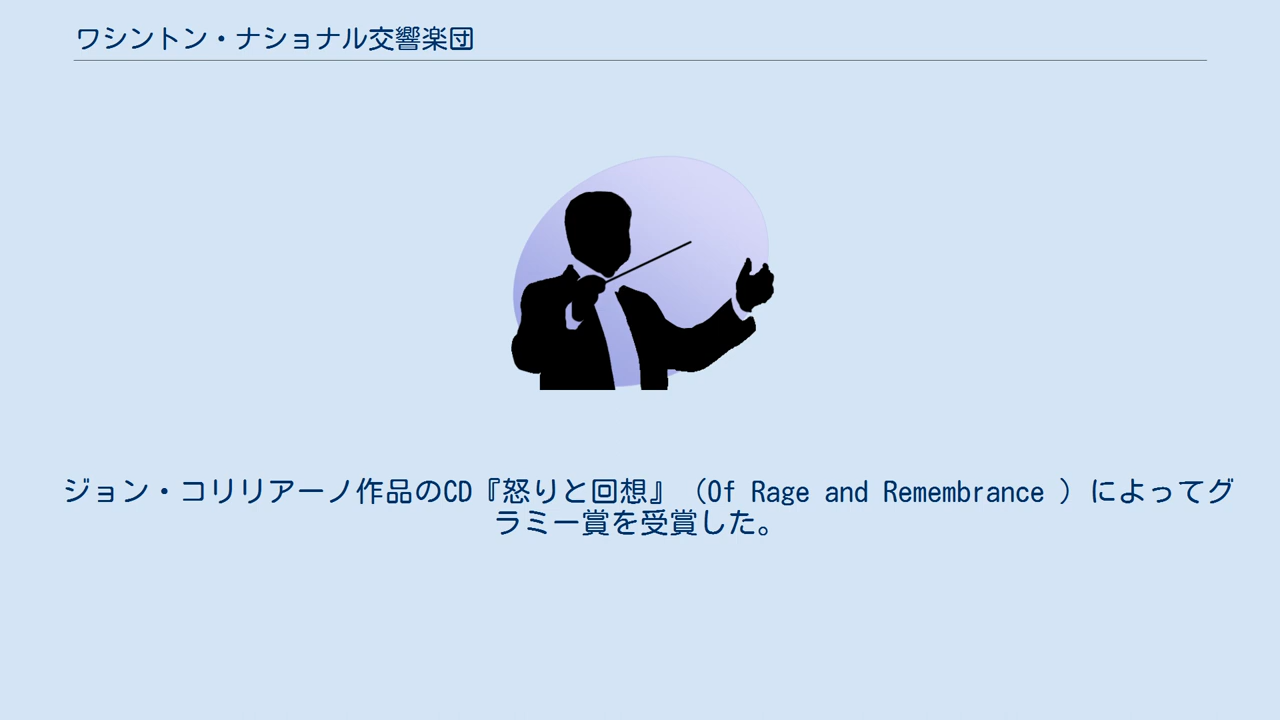 ワシントン・ナショナル交響楽団
ジョン・コリリアーノ作品のCD『怒りと回想』（Of Rage and Remembrance ）によってグ
ラミー賞を受賞した。